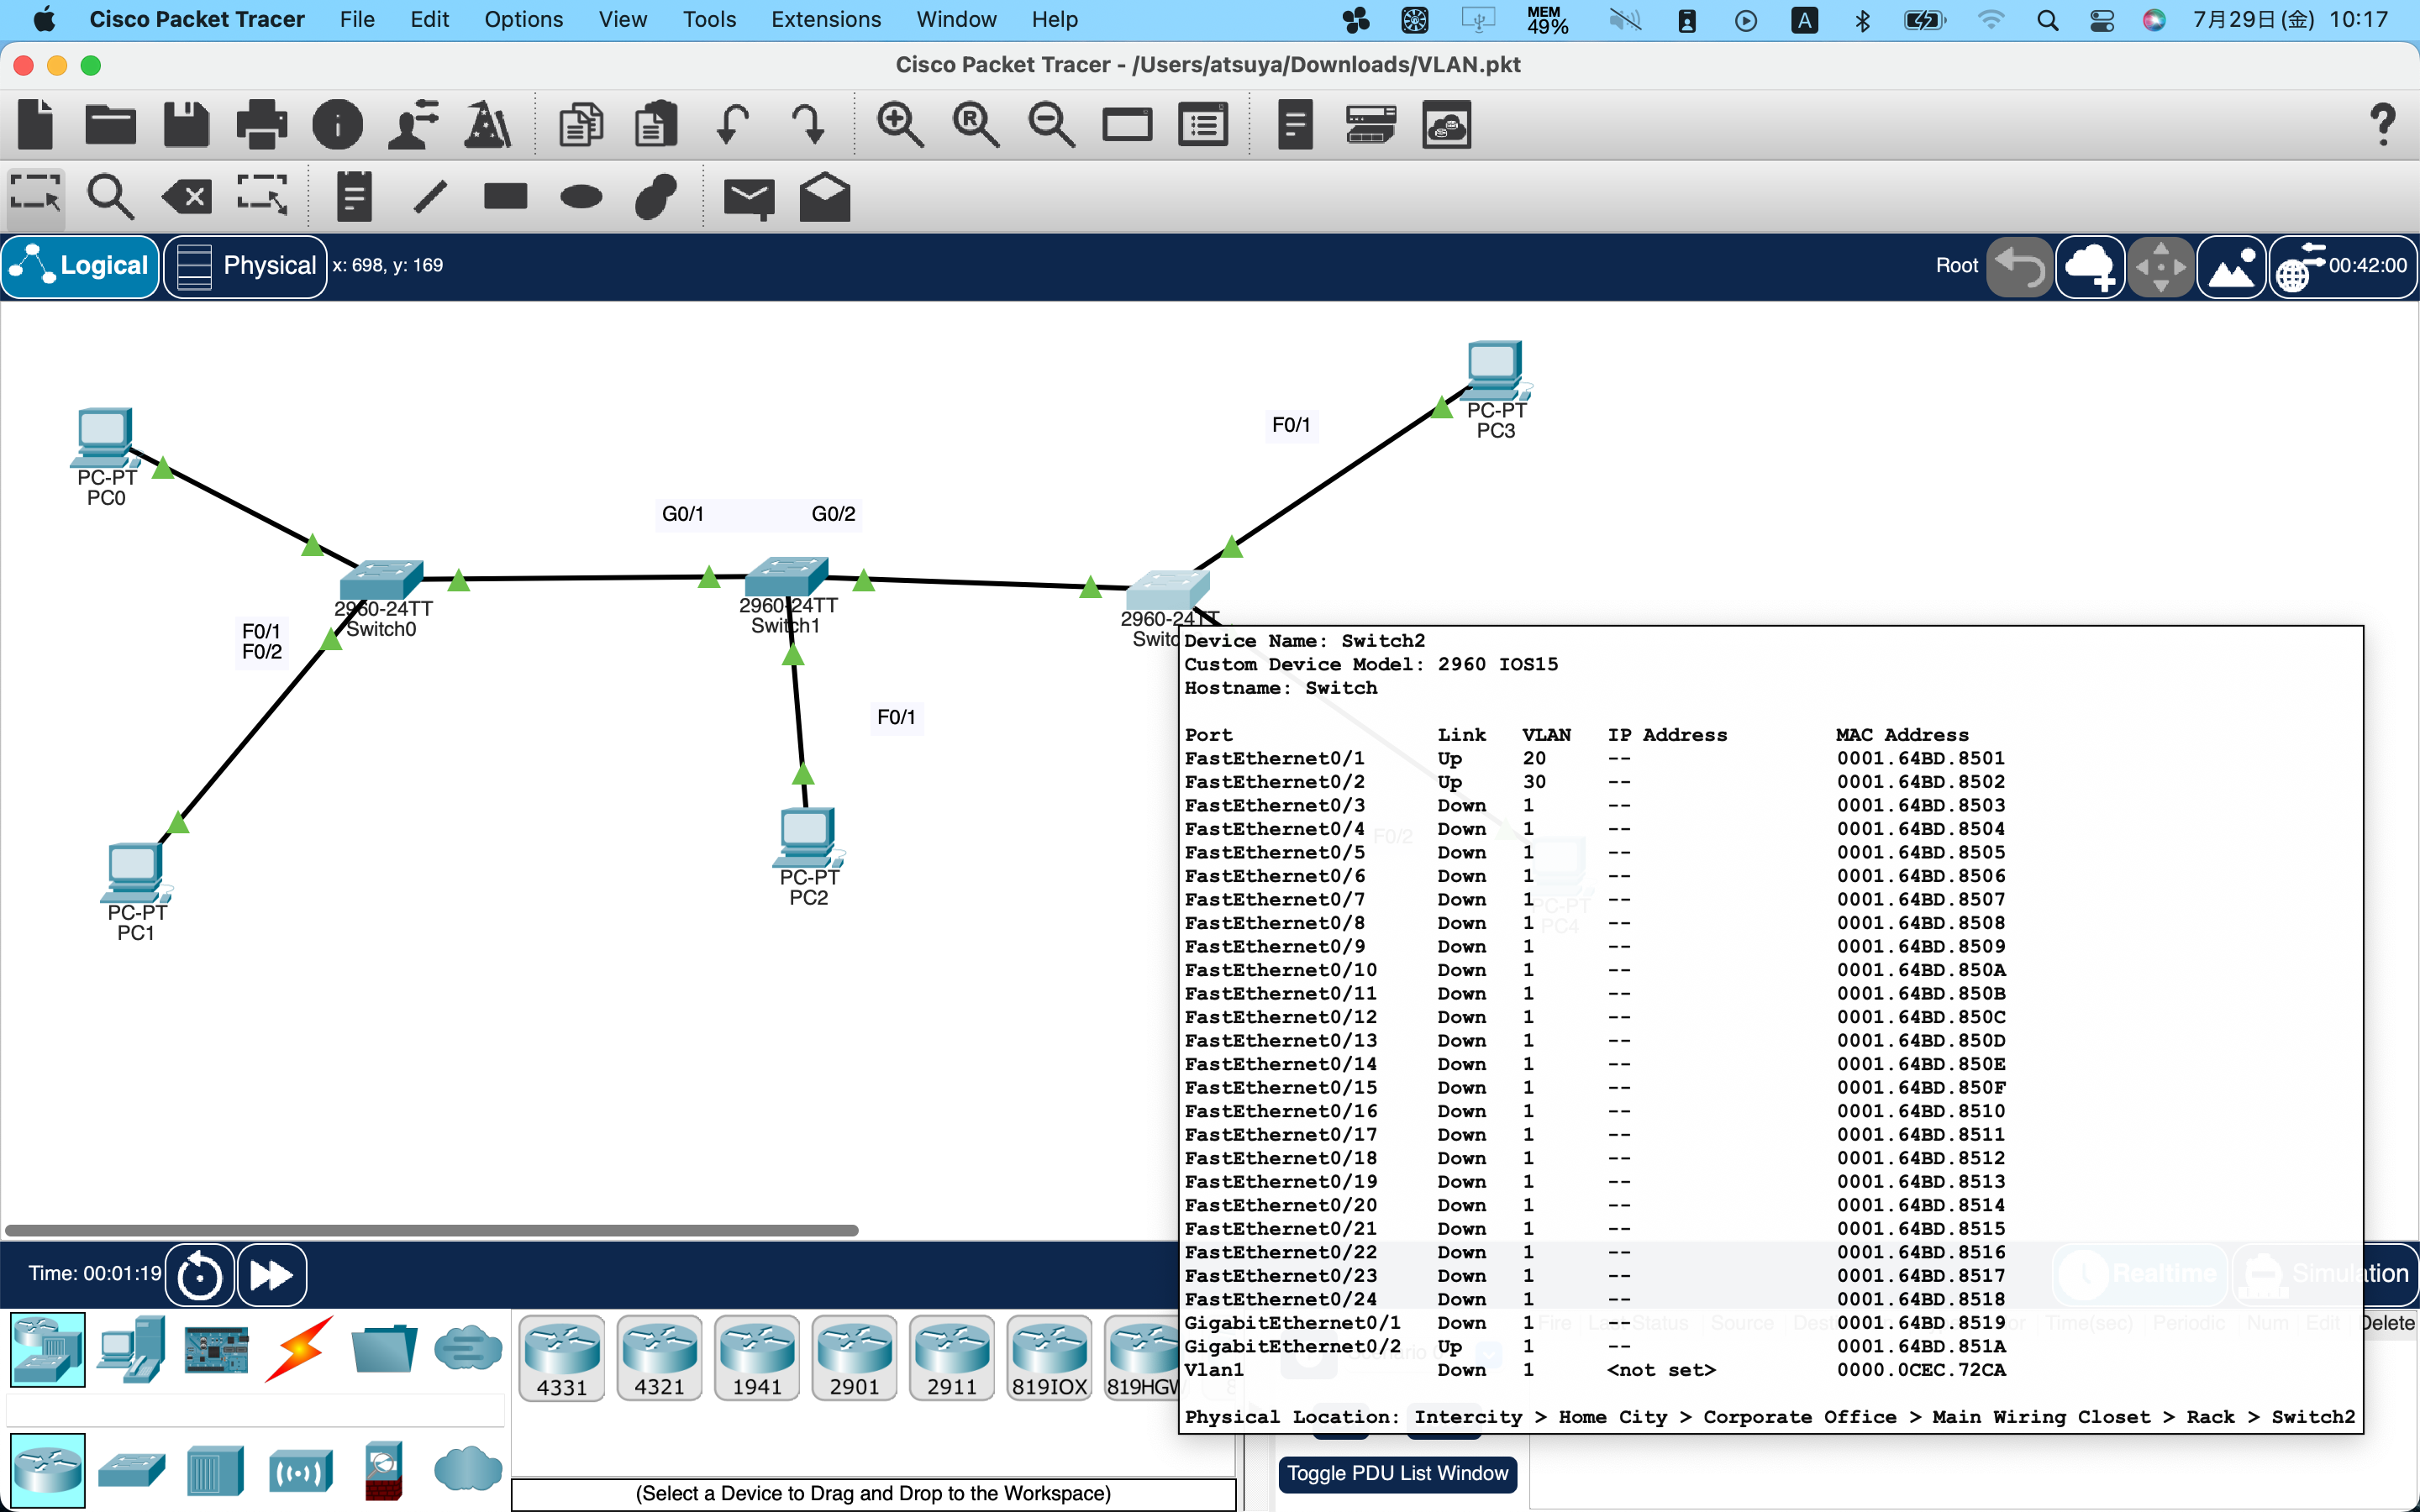 Cisco Packet Tracer File Edit Options View Tools Extensions Window Help MEM 49% A 7月29日(金) 10:17
Cisco Packet Tracer - /Users/atsuya/Downloads/VLAN.pkt
R
?
Logical Physical x: 698, y: 169 Root 00:42:00
PC-PT
PC3
F0/1
PC-PT
PC0
G0/1 G0/2
2960-24TT
Switch0
2960-24TT
Switch1
2960-24TT
F0/1
F0/2
F0/1
PC-PT
PC2
PC-PT
PC1
F0/2
PC-PT
PC4
Device Name: Switch2
Custom Device Model: 2960 IOS15
Hostname: Switch
Port Link VLAN IP Address MAC Address
FastEthernet0/1 Up 20 -- 0001.64BD.8501
FastEthernet0/2 Up 30 -- 0001.64BD.8502
FastEthernet0/3 Down 1 -- 0001.64BD.8503
FastEthernet0/4 Down 1 -- 0001.64BD.8504
FastEthernet0/5 Down 1 -- 0001.64BD.8505
FastEthernet0/6 Down 1 -- 0001.64BD.8506
FastEthernet0/7 Down 1 -- 0001.64BD.8507
FastEthernet0/8 Down 1 -- 0001.64BD.8508
FastEthernet0/9 Down 1 -- 0001.64BD.8509
FastEthernet0/10 Down 1 -- 0001.64BD.850A
FastEthernet0/11 Down 1 -- 0001.64BD.850B
FastEthernet0/12 Down 1 -- 0001.64BD.850C
FastEthernet0/13 Down 1 -- 0001.64BD.850D
FastEthernet0/14 Down 1 -- 0001.64BD.850E
FastEthernet0/15 Down 1 -- 0001.64BD.850F
FastEthernet0/16 Down 1 -- 0001.64BD.8510
FastEthernet0/17 Down 1 -- 0001.64BD.8511
FastEthernet0/18 Down 1 -- 0001.64BD.8512
FastEthernet0/19 Down 1 -- 0001.64BD.8513
FastEthernet0/20 Down 1 -- 0001.64BD.8514
FastEthernet0/21 Down 1 -- 0001.64BD.8515
FastEthernet0/22 Down 1 -- 0001.64BD.8516
FastEthernet0/23 Down 1 -- 0001.64BD.8517
FastEthernet0/24 Down 1 -- 0001.64BD.8518
GigabitEthernet0/1 Down 1 -- 0001.64BD.8519
GigabitEthernet0/2 Up 1 -- 0001.64BD.851A
Vlan1 Down 1 <not set> 0000.0CEC.72CA
Physical Location: Intercity > Home City > Corporate Office > Main Wiring Closet > Rack > Switch2
Time: 00:01:19 Realtime Simulation
Fire Last Status Source Time(sec) Periodic Num Edit Delete
4331 4321 1941 2901 2911 819IOX 819HGW
Toggle PDU List Window
(Select a Device to Drag and Drop to the Workspace)